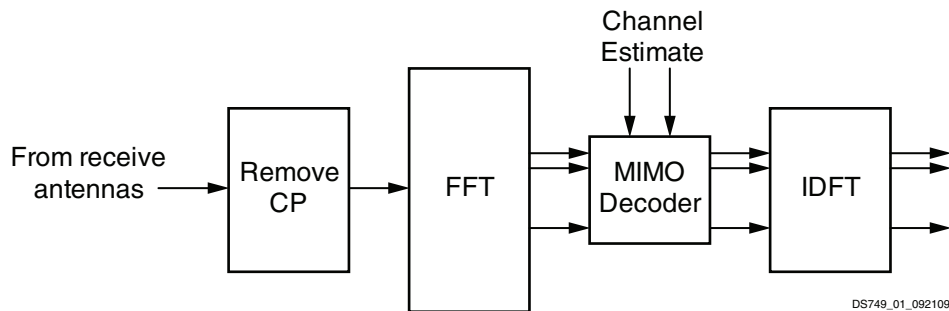 Channel
Estimate
From receive
antennas
Remove
CP
FFT
MIMO
Decoder
IDFT
DS749_01_092109